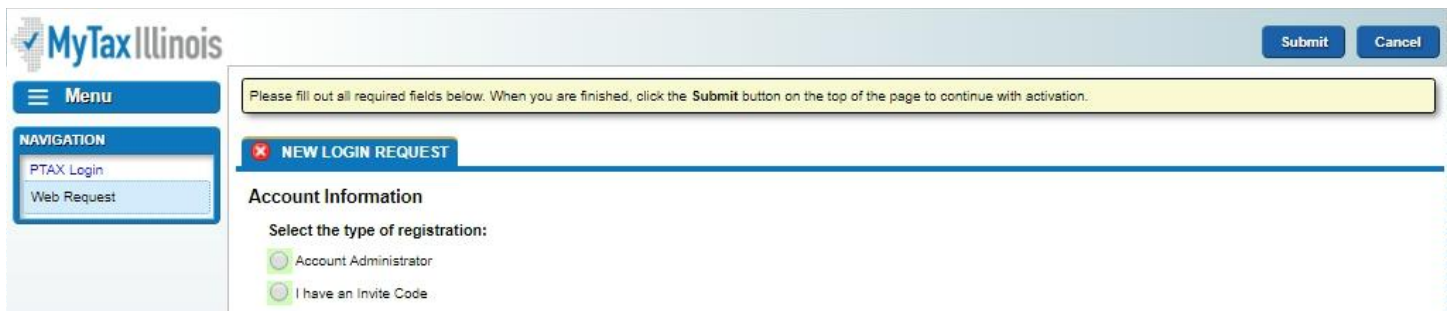 MyTax Illinois
Submit
Cancel
Menu
Please fill out all required fields below. When you are finished, click the Submit button on the top of the page to continue with activation.
NAVIGATION
PTAX Login
Web Request
NEW LOGIN REQUEST
Account Information
Select the type of registration:
Account Administrator
I have an Invite Code